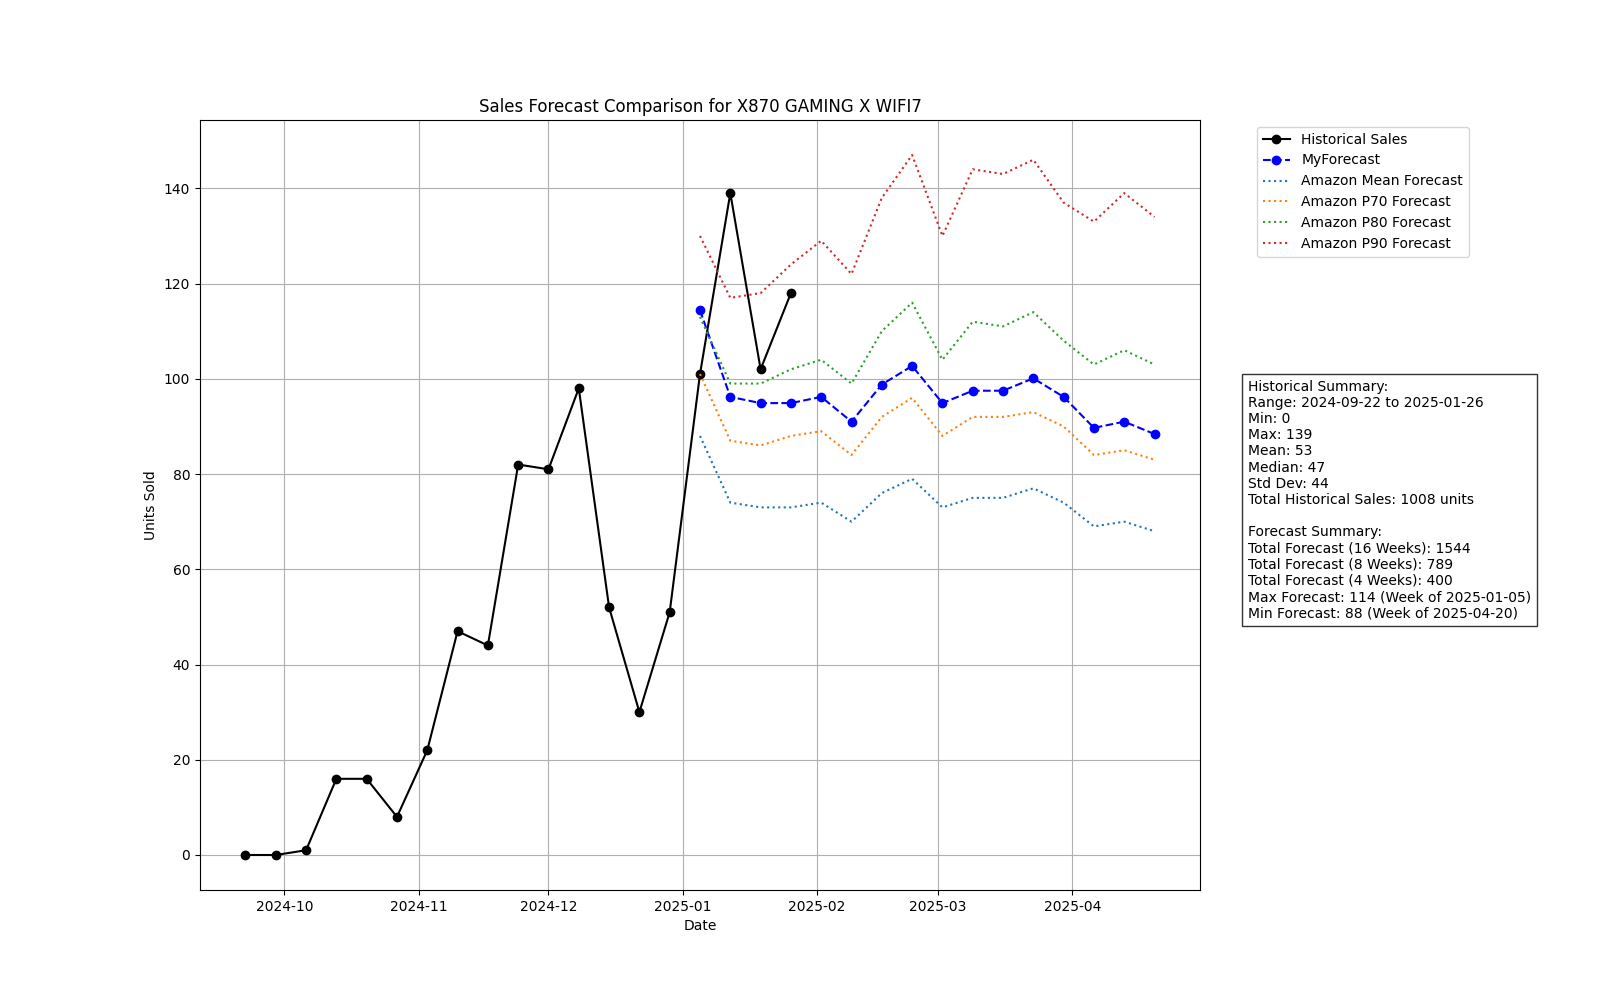 Sales Forecast Comparison for X870 GAMING X WIFI7
Historical Sales
MyForecast
Amazon Mean Forecast
Amazon P70 Forecast
Amazon P80 Forecast
Amazon P90 Forecast
Units Sold
140
120
100
80
60
40
20
0
2024-10
2024-11
2024-12
2025-01
2025-02
2025-03
2025-04
Date
Historical Summary:
Range: 2024-09-22 to 2025-01-26
Min: 0
Max: 139
Mean: 53
Median: 47
Std Dev: 44
Total Historical Sales: 1008 units
Forecast Summary:
Total Forecast (16 Weeks): 1544
Total Forecast (8 Weeks): 789
Total Forecast (4 Weeks): 400
Max Forecast: 114 (Week of 2025-01-05)
Min Forecast: 88 (Week of 2025-04-20)